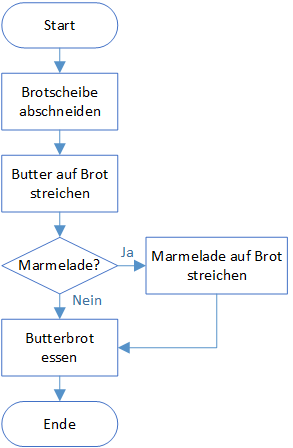 Start
Brotscheibe
abschneiden
Butter auf Brot
streichen
Marmelade?
Ja
Marmelade auf Brot
streichen
Nein
Butterbrot
essen
Ende